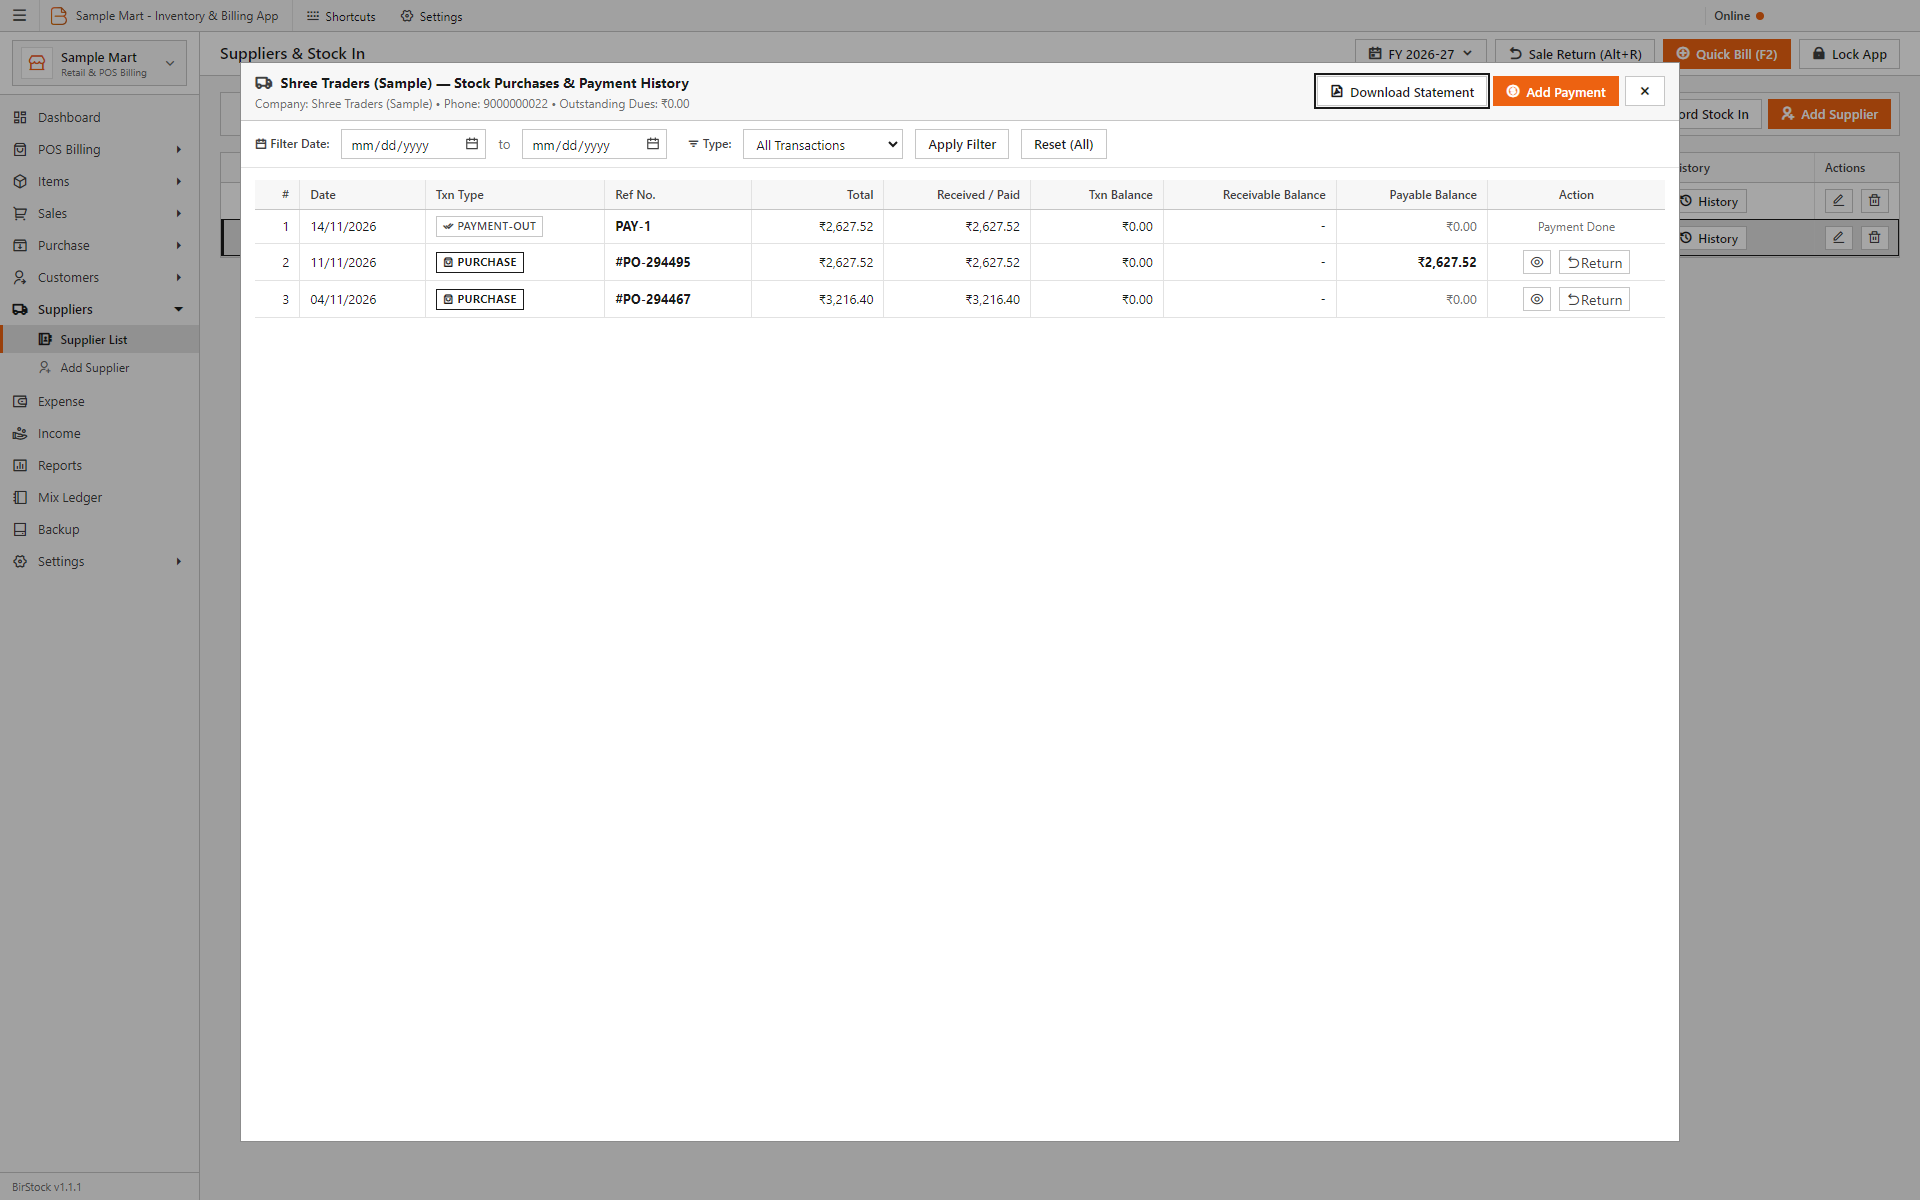 Sample Mart - Inventory & Billing App
Shortcuts
Settings
Online
Sample Mart
Retail & POS Billing
Suppliers & Stock In
FY 2026-27
Sale Return (Alt+R)
Quick Bill (F2)
Lock App
Shree Traders (Sample) — Stock Purchases & Payment History
Company: Shree Traders (Sample) • Phone: 9000000022 • Outstanding Dues: ₹0.00
Download Statement
Add Payment
ord Stock In
Add Supplier
Filter Date: mm/dd/yyyy to mm/dd/yyyy Type: All Transactions Apply Filter Reset (All)
istory Actions
History
History
# Date Txn Type Ref No. Total Received / Paid Txn Balance Receivable Balance Payable Balance Action
1 14/11/2026 PAYMENT-OUT PAY-1 ₹2,627.52 ₹2,627.52 ₹0.00 - ₹0.00 Payment Done
2 11/11/2026 PURCHASE #PO-294495 ₹2,627.52 ₹2,627.52 ₹0.00 - ₹2,627.52 Return
3 04/11/2026 PURCHASE #PO-294467 ₹3,216.40 ₹3,216.40 ₹0.00 - ₹0.00 Return
Dashboard
POS Billing
Items
Sales
Purchase
Customers
Suppliers
Supplier List
Add Supplier
Expense
Income
Reports
Mix Ledger
Backup
Settings
BirStock v1.1.1